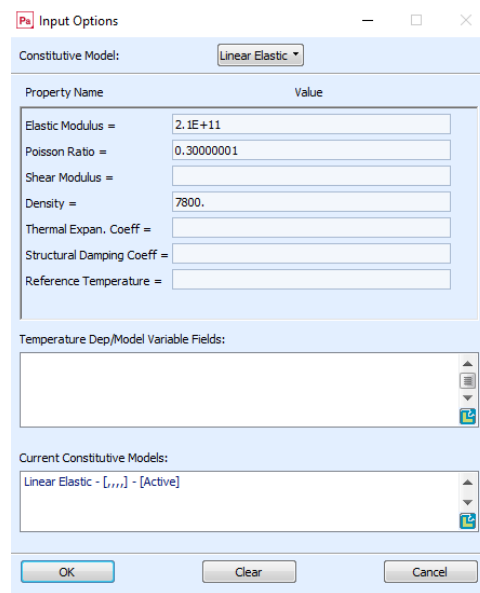 Pa Input Options
Constitutive Model: Linear Elastic
Property Name Value
Elastic Modulus = 2.1E+11
Poisson Ratio = 0.30000001
Shear Modulus =
Density = 7800.
Thermal Expan. Coeff =
Structural Damping Coeff =
Reference Temperature =
Temperature Dep/Model Variable Fields:
Current Constitutive Models:
Linear Elastic - [,,,,] - [Active]
OK Clear Cancel